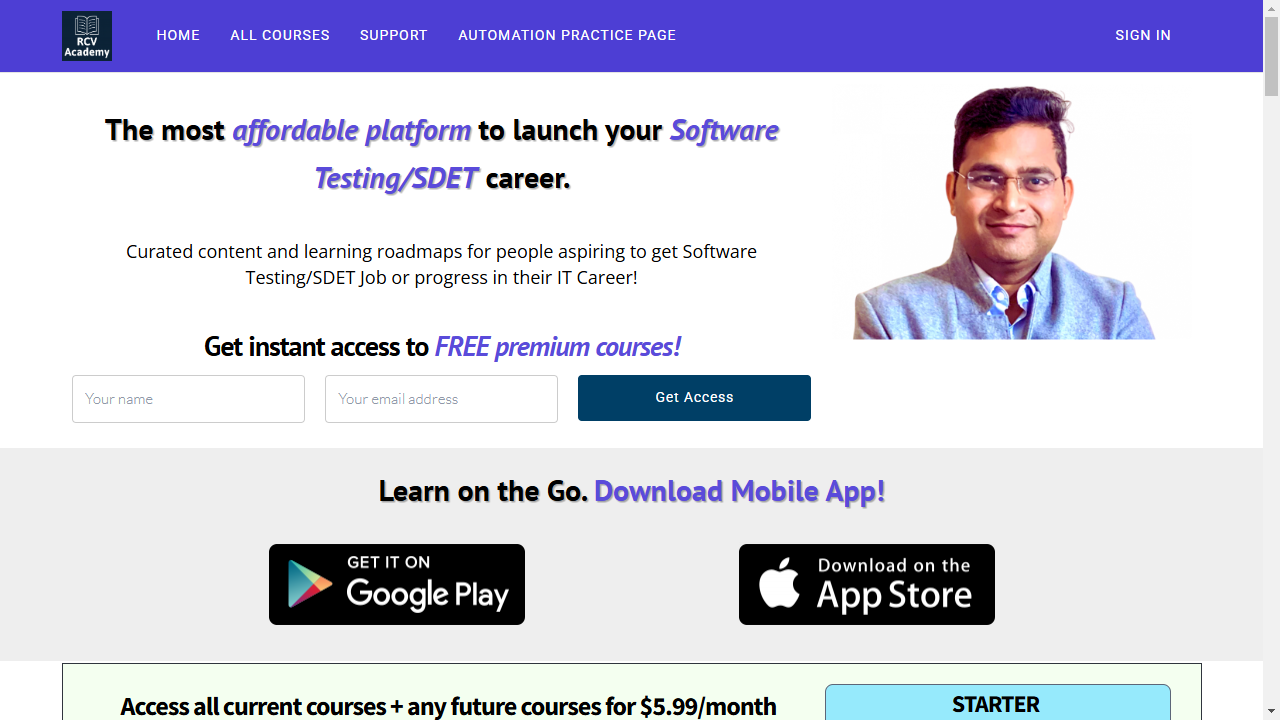 RCV
Academy
HOME
ALL COURSES
SUPPORT
AUTOMATION PRACTICE PAGE
SIGN IN
The most affordable platform to launch your Software
Testing/SDET career.
Curated content and learning roadmaps for people aspiring to get Software
Testing/SDET Job or progress in their IT Career!
Get instant access to FREE premium courses!
Your name
Your email address
Get Access
Learn on the Go. Download Mobile App!
GET IT ON
Google Play
Download on the
App Store
Access all current courses + any future courses for $5.99/month
STARTER